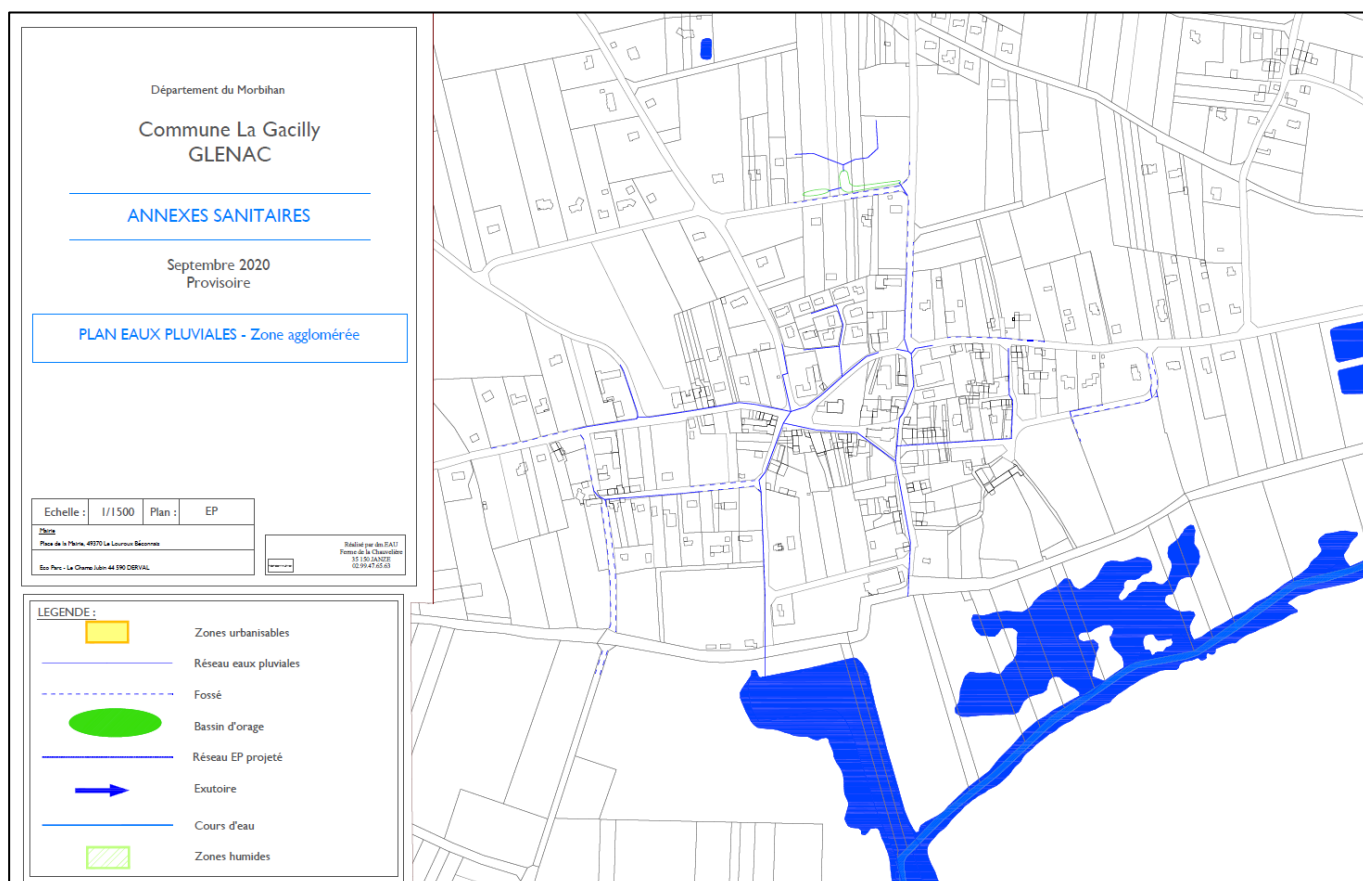 Département du Morbihan
Commune La Gacilly
GLENAC
ANNEXES SANITAIRES
Septembre 2020
Provisoire
PLAN EAUX PLUVIALES - Zone agglomérée
Echelle : 1/1500 Plan : EP
Mairie
Place de la Mairie, 49370 Le Louroux Béconnais
Eco Parc - Le Champ Jubin 44 590 DERVAL
Réalisé par dm.EAU
Ferme de la Chauvelière
35 150 JANZE
02.99.47.65.63
LEGENDE :
Zones urbanisables
Réseau eaux pluviales
Fossé
Bassin d'orage
Réseau EP projeté
Exutoire
Cours d'eau
Zones humides